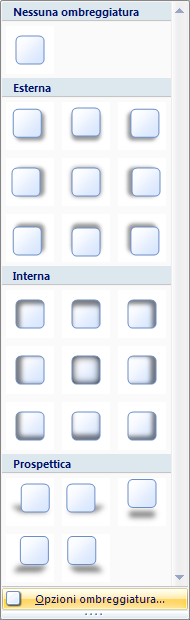 Nessuna ombreggiatura
Esterna
Interna
Prospettica
Opzioni ombreggiatura...